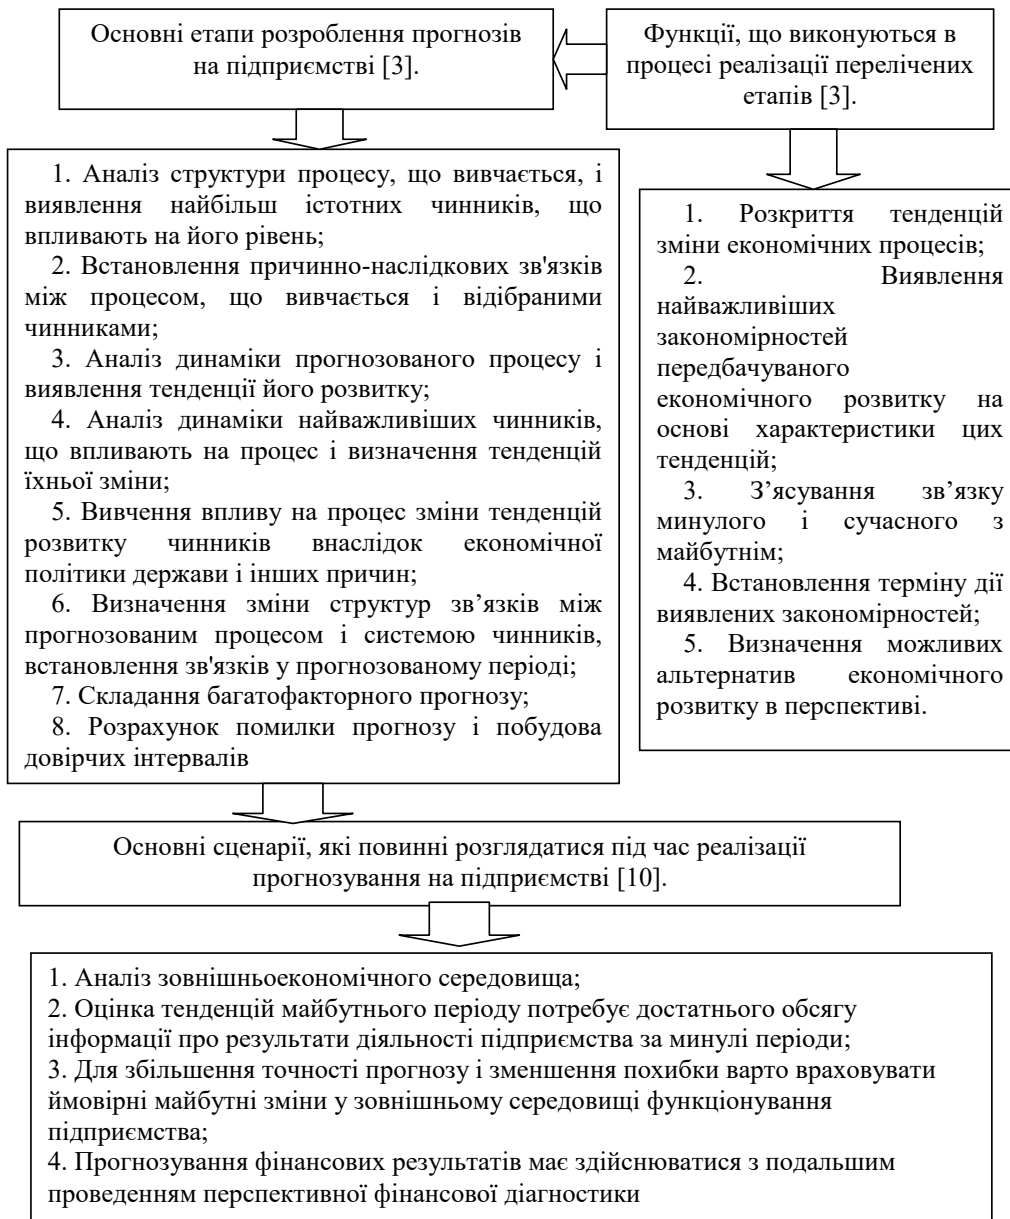 Основні етапи розроблення прогнозів
на підприємстві [3].
Функції, що виконуються в
процесі реалізації перелічених
етапів [3].
1. Аналіз структури процесу, що вивчається, і
виявлення найбільш істотних чинників, що
впливають на його рівень;
2. Встановлення причинно-наслідкових зв'язків
між процесом, що вивчається і відібраними
чинниками;
3. Аналіз динаміки прогнозованого процесу і
виявлення тенденції його розвитку;
4. Аналіз динаміки найважливіших чинників,
що впливають на процес і визначення тенденцій
їхньої зміни;
5. Вивчення впливу на процес зміни тенденцій
розвитку чинників внаслідок економічної
політики держави і інших причин;
6. Визначення зміни структур зв’язків між
прогнозованим процесом і системою чинників,
встановлення зв'язків у прогнозованому періоді;
7. Складання багатофакторного прогнозу;
8. Розрахунок помилки прогнозу і побудова
довірчих інтервалів
1. Розкриття тенденцій
зміни економічних процесів;
2. Виявлення
найважливіших
закономірностей
передбачуваного
економічного розвитку на
основі характеристики цих
тенденцій;
3. З’ясування зв’язку
минулого і сучасного з
майбутнім;
4. Встановлення терміну дії
виявлених закономірностей;
5. Визначення можливих
альтернатив економічного
розвитку в перспективі.
Основні сценарії, які повинні розглядатися під час реалізації
прогнозування на підприємстві [10].
1. Аналіз зовнішньоекономічного середовища;
2. Оцінка тенденцій майбутнього періоду потребує достатнього обсягу
інформації про результати діяльності підприємства за минулі періоди;
3. Для збільшення точності прогнозу і зменшення похибки варто враховувати
ймовірні майбутні зміни у зовнішньому середовищі функціонування
підприємства;
4. Прогнозування фінансових результатів має здійснюватися з подальшим
проведенням перспективної фінансової діагностики